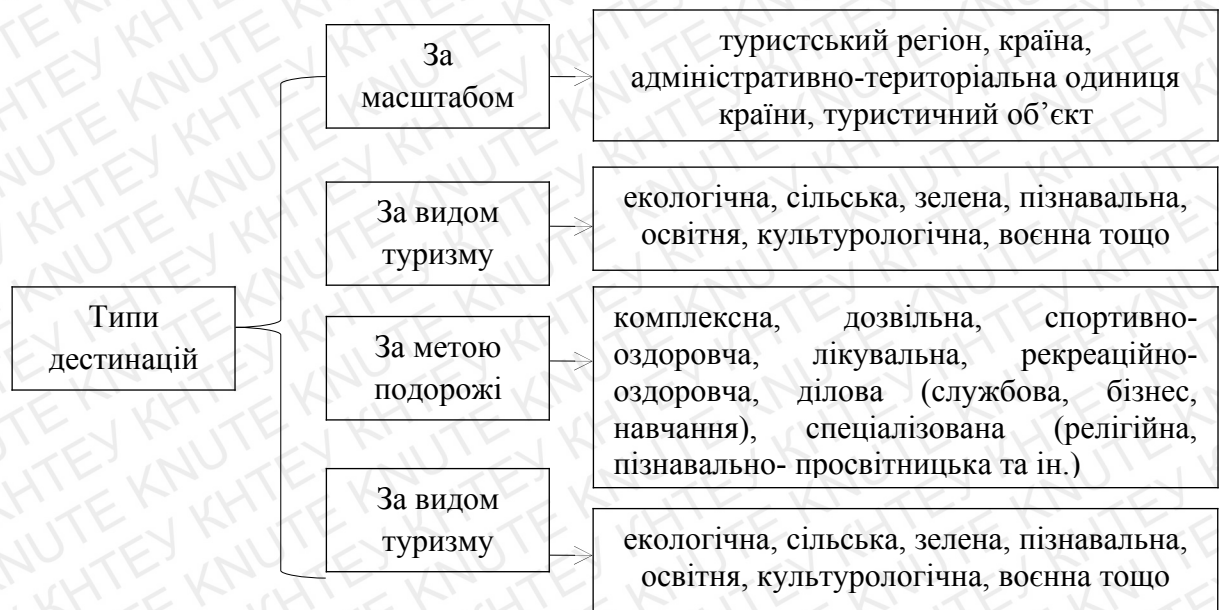 За
масштабом
туристський регіон, країна,
адміністративно-територіальна одиниця
країни, туристичний об’єкт
За видом
туризму
екологічна, сільська, зелена, пізнавальна,
освітня, культурологічна, воєнна тощо
Типи
дестинацій
За метою
подорожі
комплексна, дозвільна, спортивно-
оздоровча, лікувальна, рекреаційно-
оздоровча, ділова (службова, бізнес,
навчання), спеціалізована (релігійна,
пізнавально- просвітницька та ін.)
За видом
туризму
екологічна, сільська, зелена, пізнавальна,
освітня, культурологічна, воєнна тощо